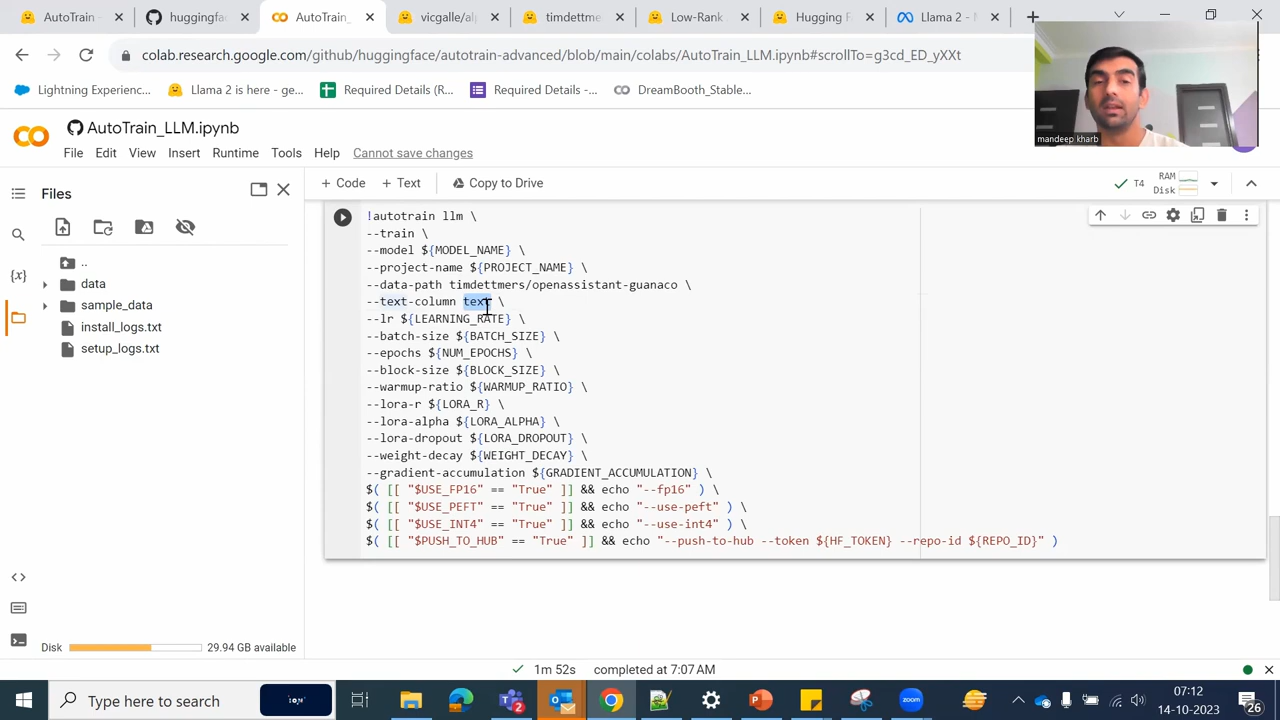 AutoTrain
huggingfac
AutoTrain_
vicgalle/al
timdettme
Low-Rank
Hugging F
Llama 2 -
colab.research.google.com/github/huggingface/autotrain-advanced/blob/main/colabs/AutoTrain_LLM.ipynb#scrollTo=g3cd_ED_yXXt
Lightning Experienc...
Llama 2 is here - ge...
Required Details (R...
Required Details -...
DreamBooth_Stable...
mandeep kharb
AutoTrain_LLM.ipynb
File Edit View Insert Runtime Tools Help Cannot save changes
Files
+ Code + Text Copy to Drive
T4
RAM
Disk
{x}
..
data
sample_data
install_logs.txt
setup_logs.txt
!autotrain llm \
--train \
--model ${MODEL_NAME} \
--project-name ${PROJECT_NAME} \
--data-path timdettmers/openassistant-guanaco \
--text-column text \
--lr ${LEARNING_RATE} \
--batch-size ${BATCH_SIZE} \
--epochs ${NUM_EPOCHS} \
--block-size ${BLOCK_SIZE} \
--warmup-ratio ${WARMUP_RATIO} \
--lora-r ${LORA_R} \
--lora-alpha ${LORA_ALPHA} \
--lora-dropout ${LORA_DROPOUT} \
--weight-decay ${WEIGHT_DECAY} \
--gradient-accumulation ${GRADIENT_ACCUMULATION} \
$( [[ "$USE_FP16" == "True" ]] && echo "--fp16" ) \
$( [[ "$USE_PEFT" == "True" ]] && echo "--use-peft" ) \
$( [[ "$USE_INT4" == "True" ]] && echo "--use-int4" ) \
$( [[ "$PUSH_TO_HUB" == "True" ]] && echo "--push-to-hub --token ${HF_TOKEN} --repo-id ${REPO_ID}" )
Disk
29.94 GB available
1m 52s completed at 7:07 AM
Type here to search
zoom
07:12
14-10-2023
26